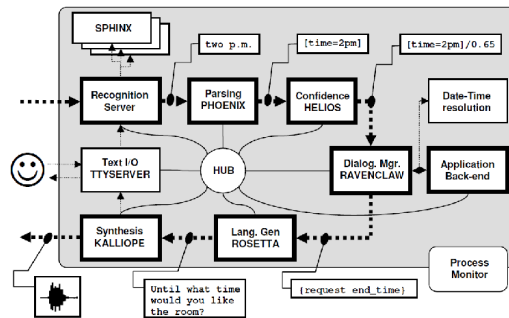 SPHINX
two p.m.
[time=2pm]
[time=2pm]/0.65
Recognition
Server
Parsing
PHOENIX
Confidence
HELIOS
Date-Time
resolution
Text I/O
TTYSERVER
HUB
Dialog. Mgr.
RAVENCLAW
Application
Back-end
Synthesis
KALLIOPE
Lang. Gen
ROSETTA
Process
Monitor
Until what time
would you like
the room?
{request end_time}